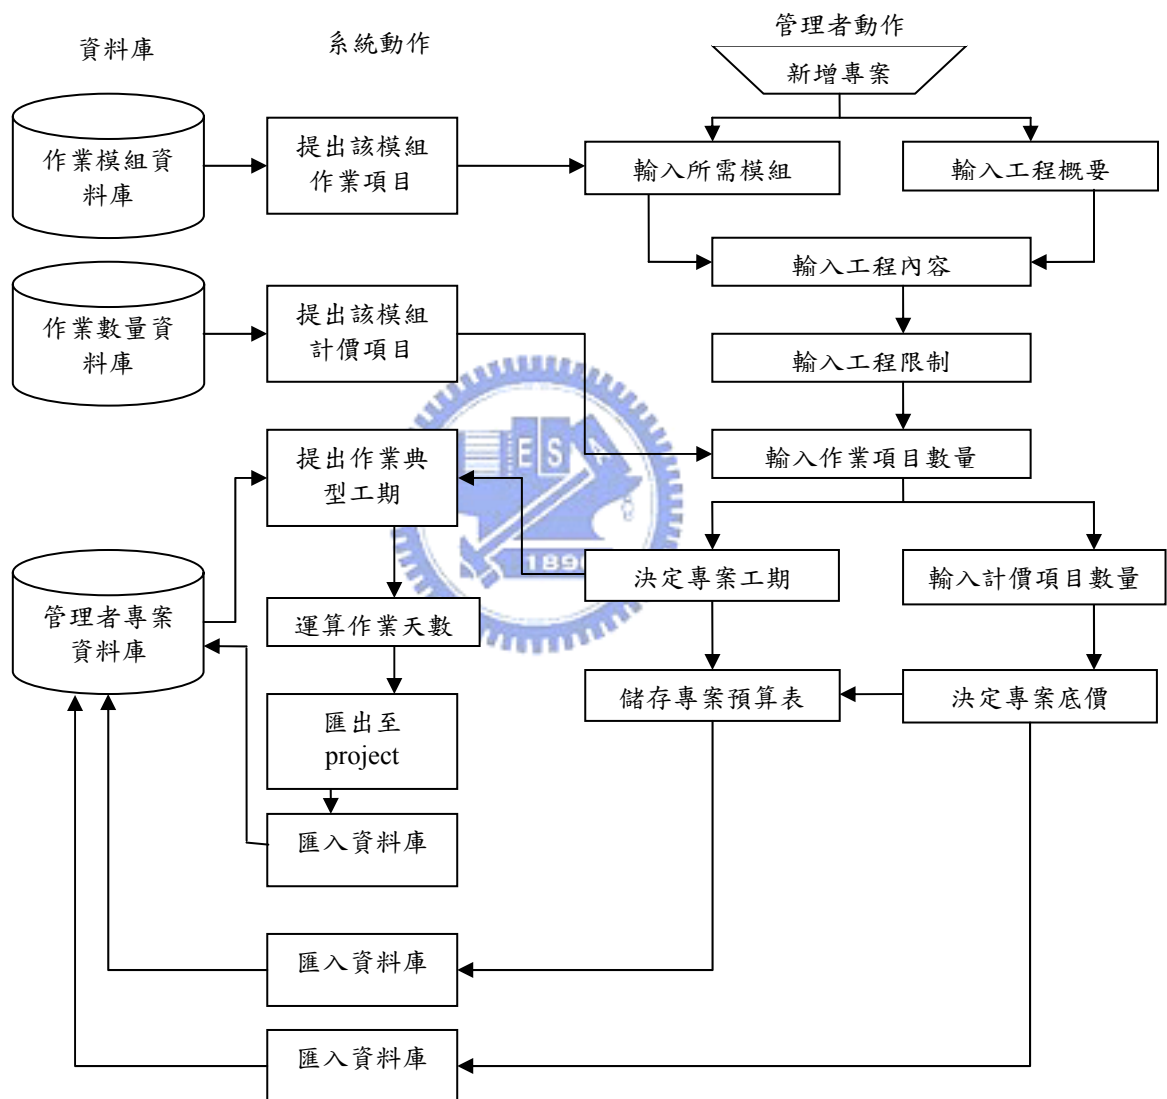 資料庫
系統動作
管理者動作
新增專案
作業模組資
料庫
提出該模組
作業項目
輸入所需模組
輸入工程概要
輸入工程內容
作業數量資
料庫
提出該模組
計價項目
輸入工程限制
提出作業典
型工期
輸入作業項目數量
ES
1896
管理者專案
資料庫
決定專案工期
輸入計價項目數量
運算作業天數
儲存專案預算表
決定專案底價
匯出至
project
匯入資料庫
匯入資料庫
匯入資料庫